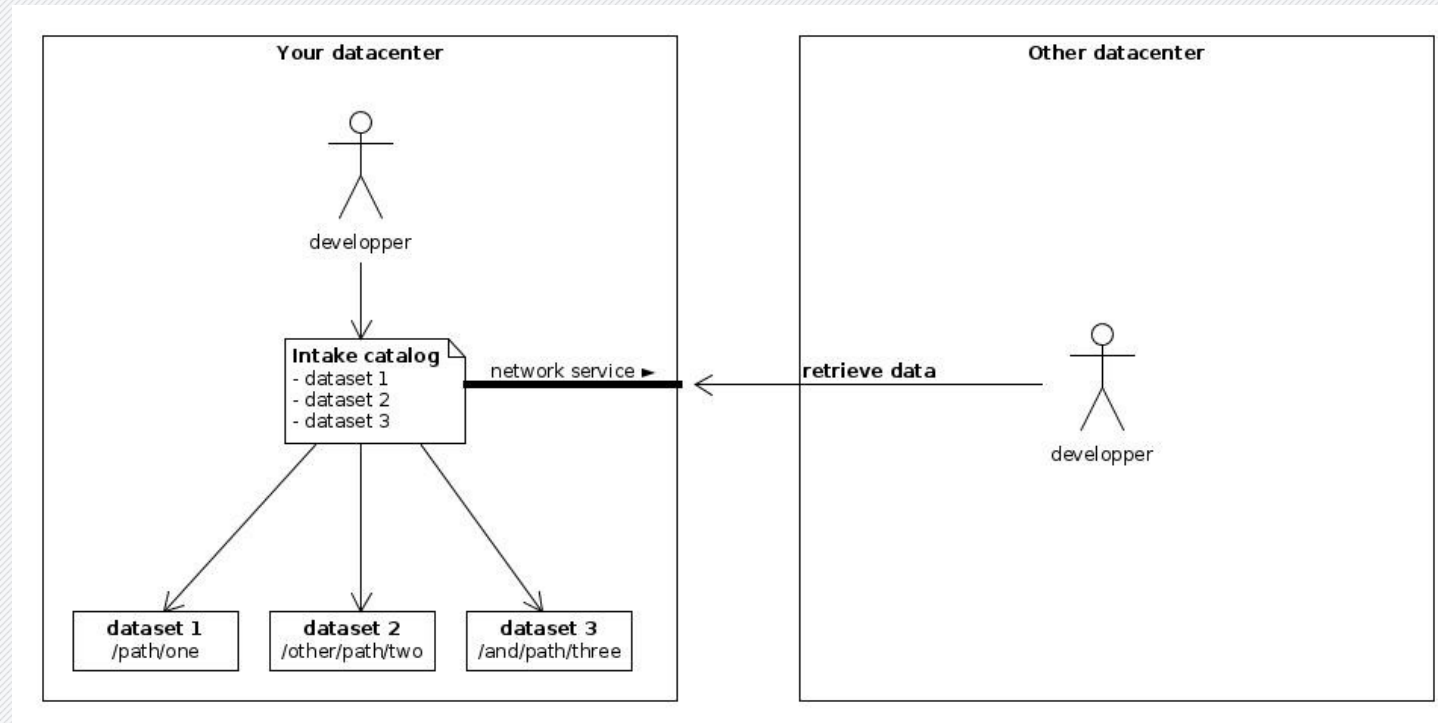 Your datacenter
developper
Intake catalog
- dataset 1
- dataset 2
- dataset 3
network service ►
dataset 1
/path/one
dataset 2
/other/path/two
dataset 3
/and/path/three
Other datacenter
retrieve data
developper